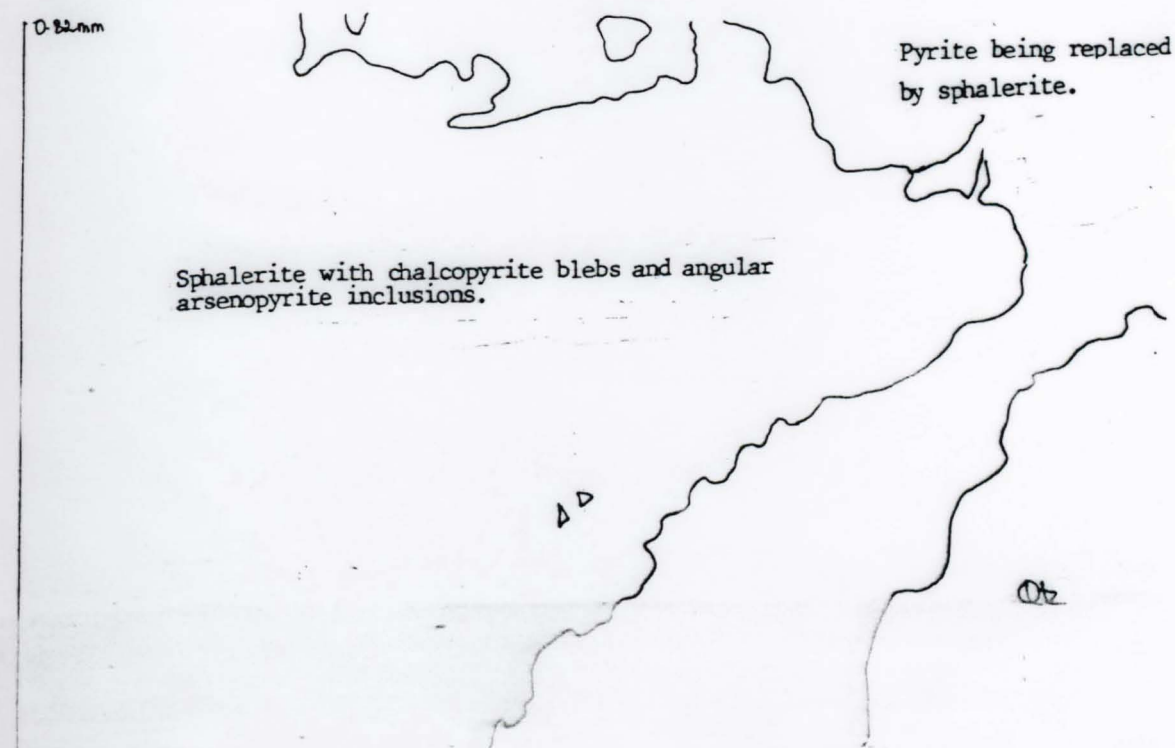 0.82mm
Pyrite being replaced
by sphalerite.
Sphalerite with chalcopyrite blebs and angular
arsenopyrite inclusions.
Qtz